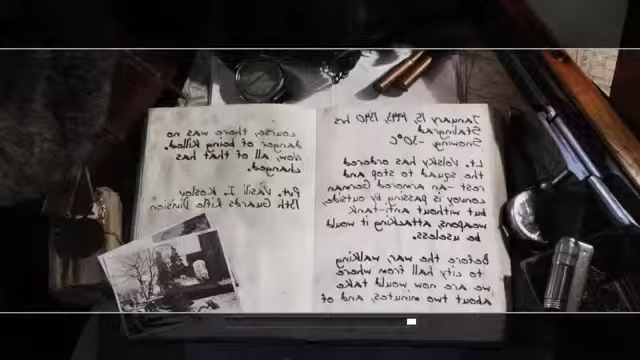 January 15, 1943, 1340 hrs
Stalingrad
Snowing, -30°C
Lt. Volsky has ordered
the squad to stop and
rest -an armored German
convoy is passing by outside,
but without anti-tank
weapons, attacking it would
be useless.
Before the war, walking
to city hall from where
we are now would take
about two minutes, and of
course, there was no
danger of being killed.
Now, all of that has
changed.
Pvt. Vasili I. Koslov
13th Guards Rifle Division